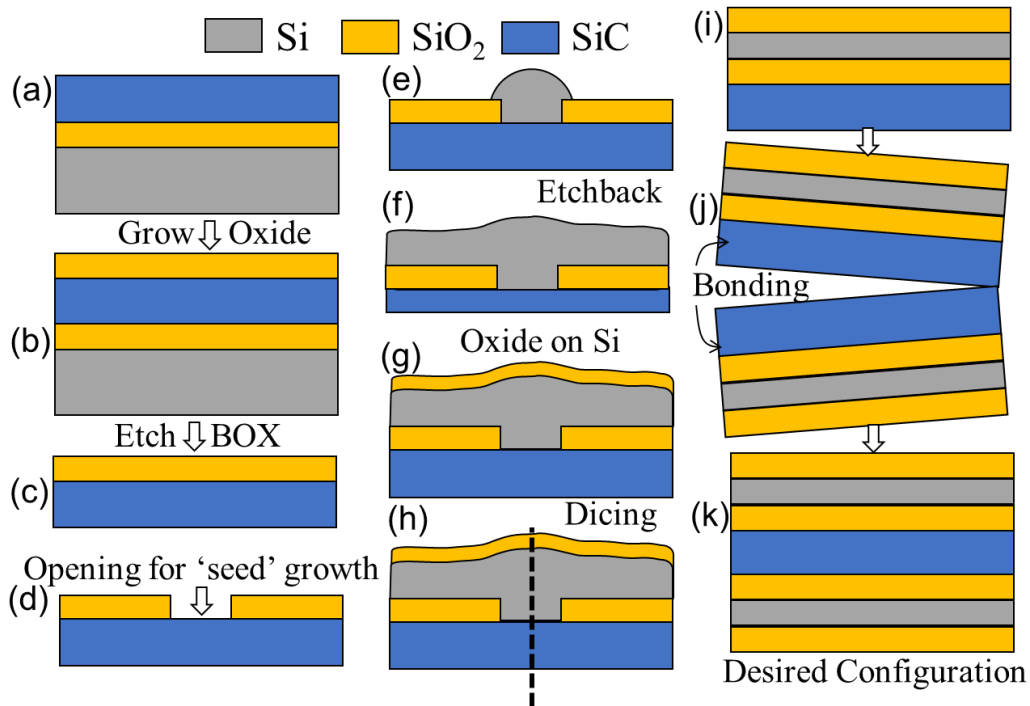 Si SiO2 SiC
(a)
Grow Oxide
(b)
Etch BOX
(c)
Opening for ‘seed’ growth
(d)
(e)
Etchback
(f)
Oxide on Si
(g)
Dicing
(h)
(i)
(j)
Bonding
(k)
Desired Configuration